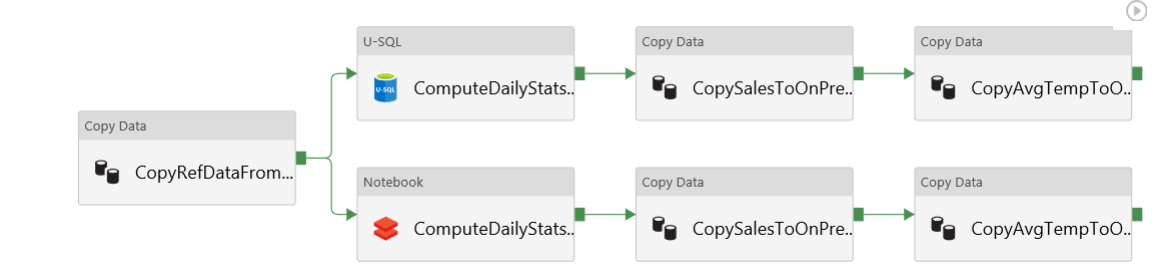 U-SQL
U-SQL
ComputeDailyStats..
Copy Data
CopySalesToOnPre..
Copy Data
CopyAvgTempToO..
Copy Data
CopyRefDataFrom...
Notebook
ComputeDailyStats..
Copy Data
CopySalesToOnPre..
Copy Data
CopyAvgTempToO..